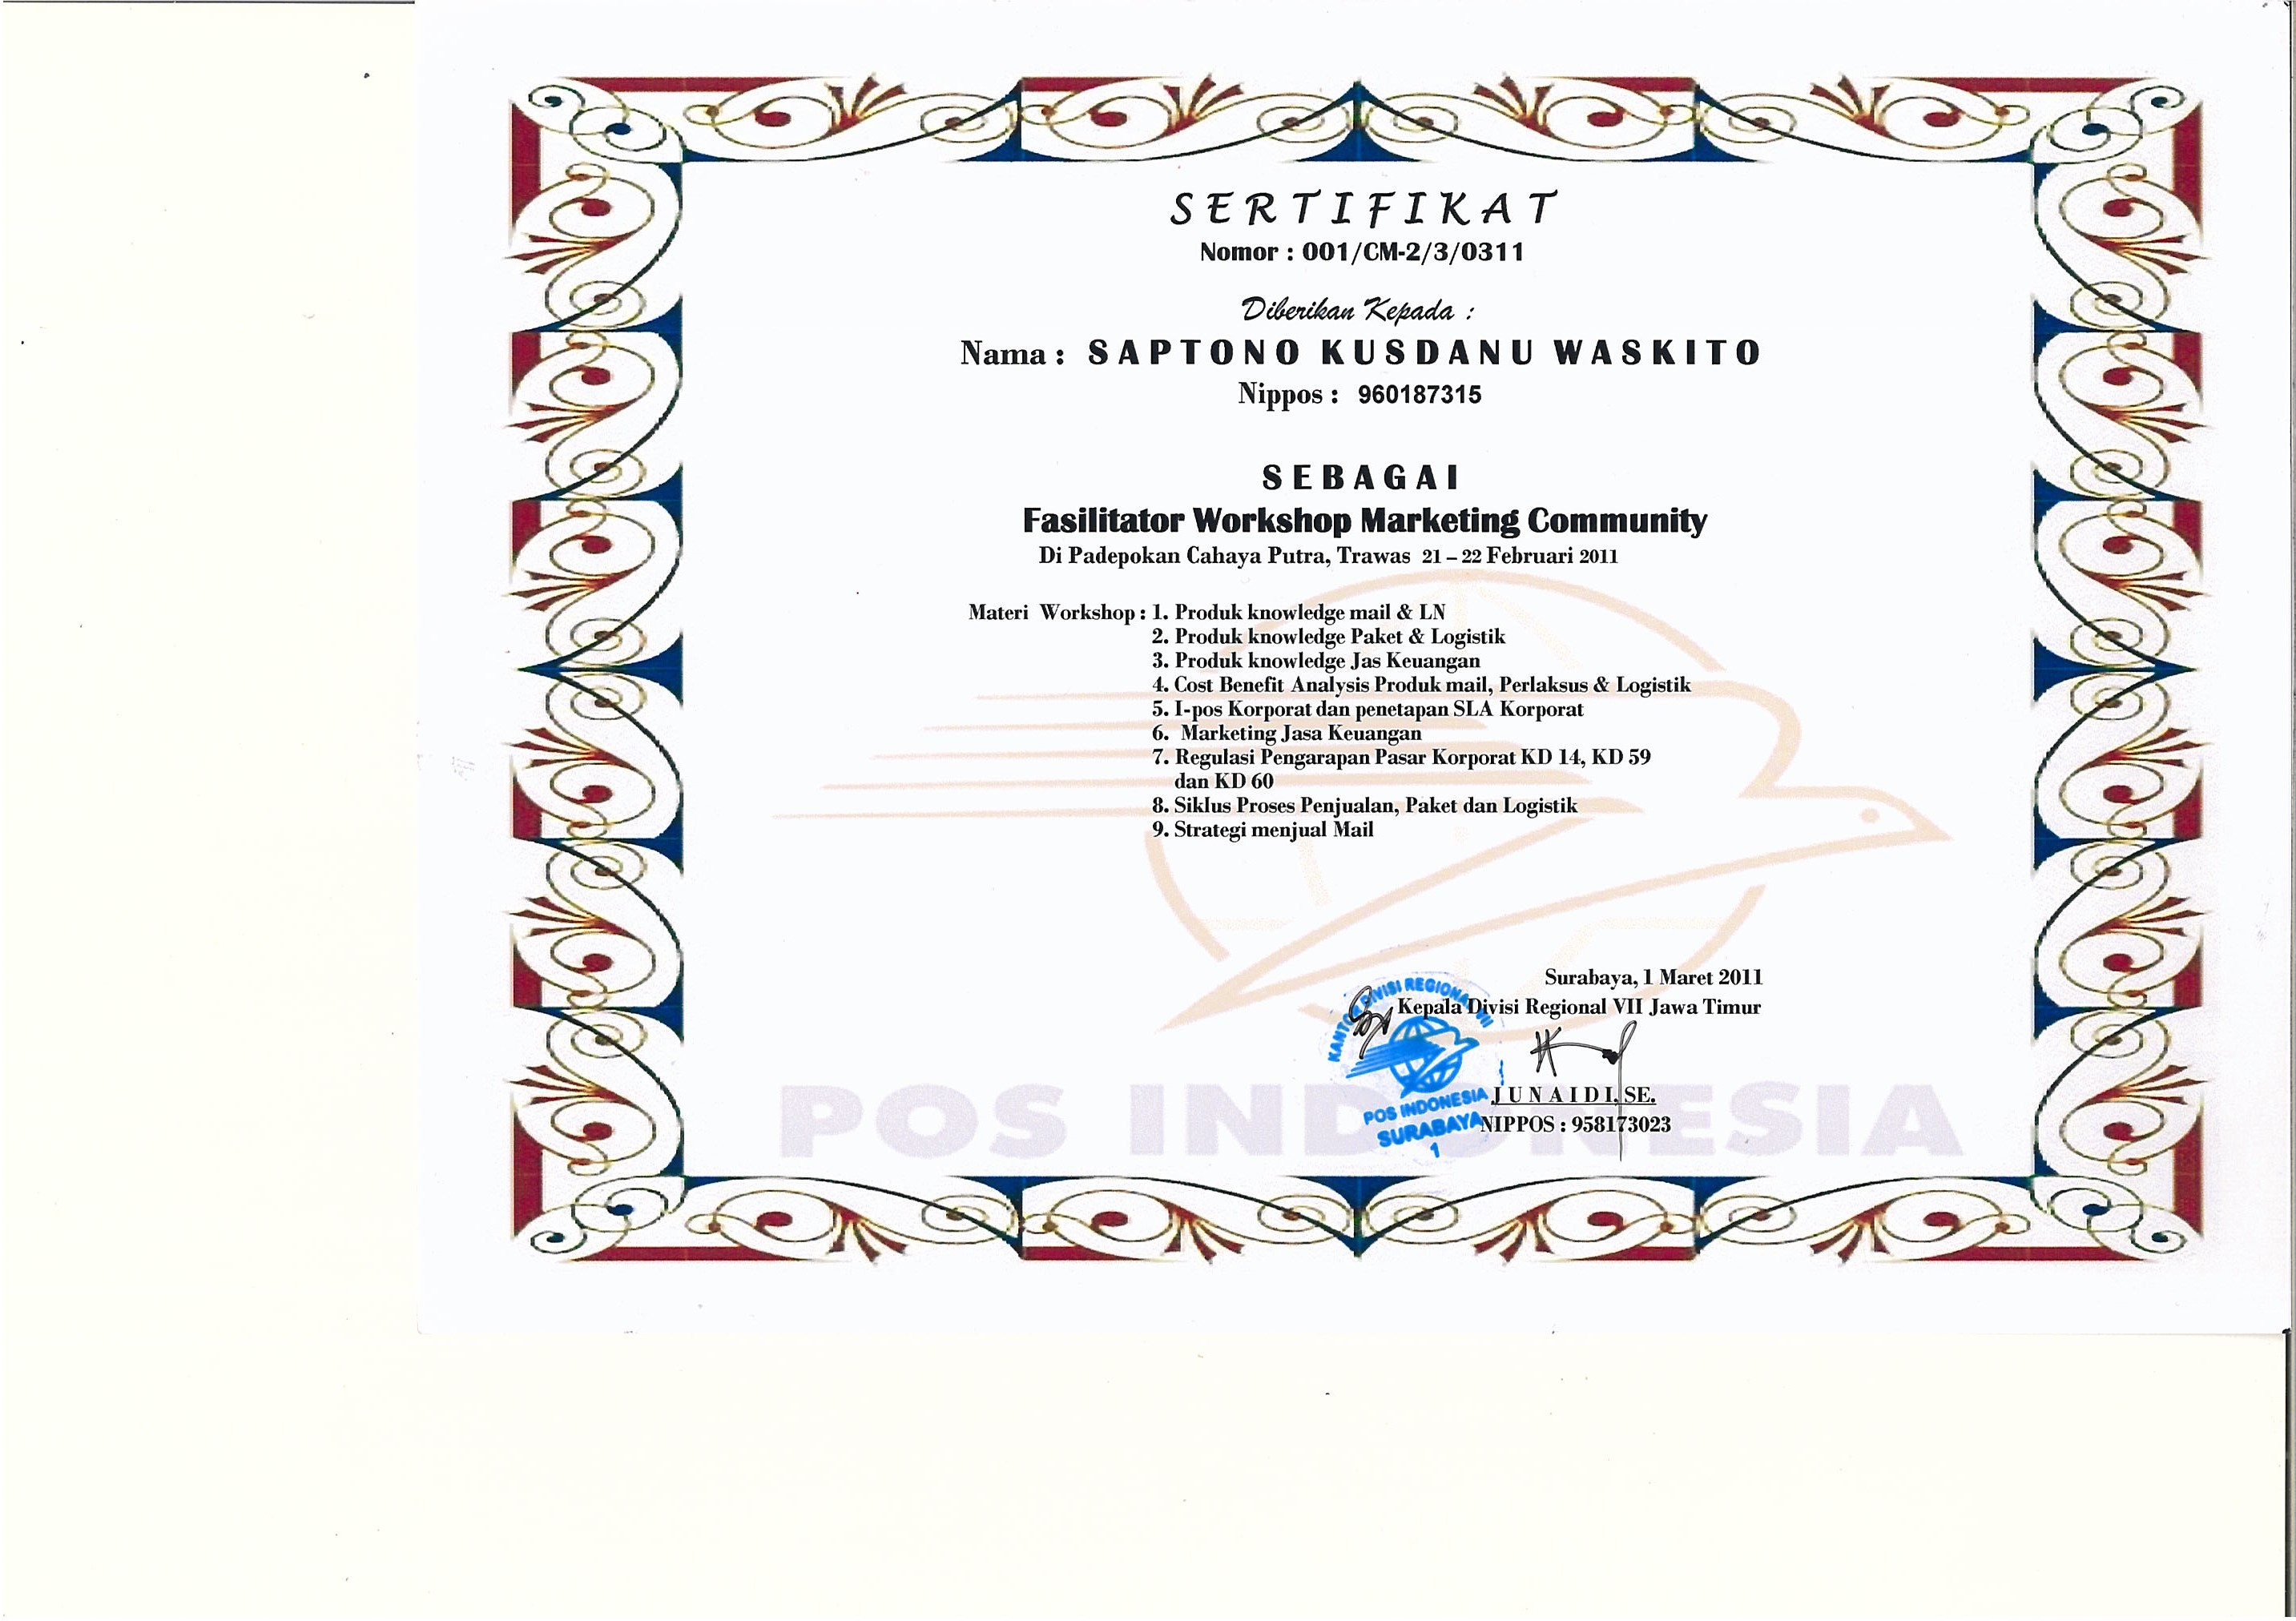 SERTIFIKAT
Nomor : 001/CM-2/3/0311
Diberikan Kepada :
Nama : SAPTONO KUSDANU WASKITO
Nippos : 960187315
SEBAGAI
Fasilitator Workshop Marketing Community
Di Padepokan Cahaya Putra, Trawas 21 – 22 Februari 2011
Materi Workshop : 1. Produk knowledge mail & LN
2. Produk knowledge Paket & Logistik
3. Produk knowledge Jas Keuangan
4. Cost Benefit Analysis Produk mail, Perlaksus & Logistik
5. I-pos Korporat dan penetapan SLA Korporat
6. Marketing Jasa Keuangan
7. Regulasi Pengarapan Pasar Korporat KD 14, KD 59
dan KD 60
8. Siklus Proses Penjualan, Paket dan Logistik
9. Strategi menjual Mail
Surabaya, 1 Maret 2011
Kepala Divisi Regional VII Jawa Timur
KANTOR DIVISI REGIONAL VII
POS INDONESIA
SURABAYA
1
J U N A I D I, SE.
NIPPOS : 958173023
POS INDONESIA